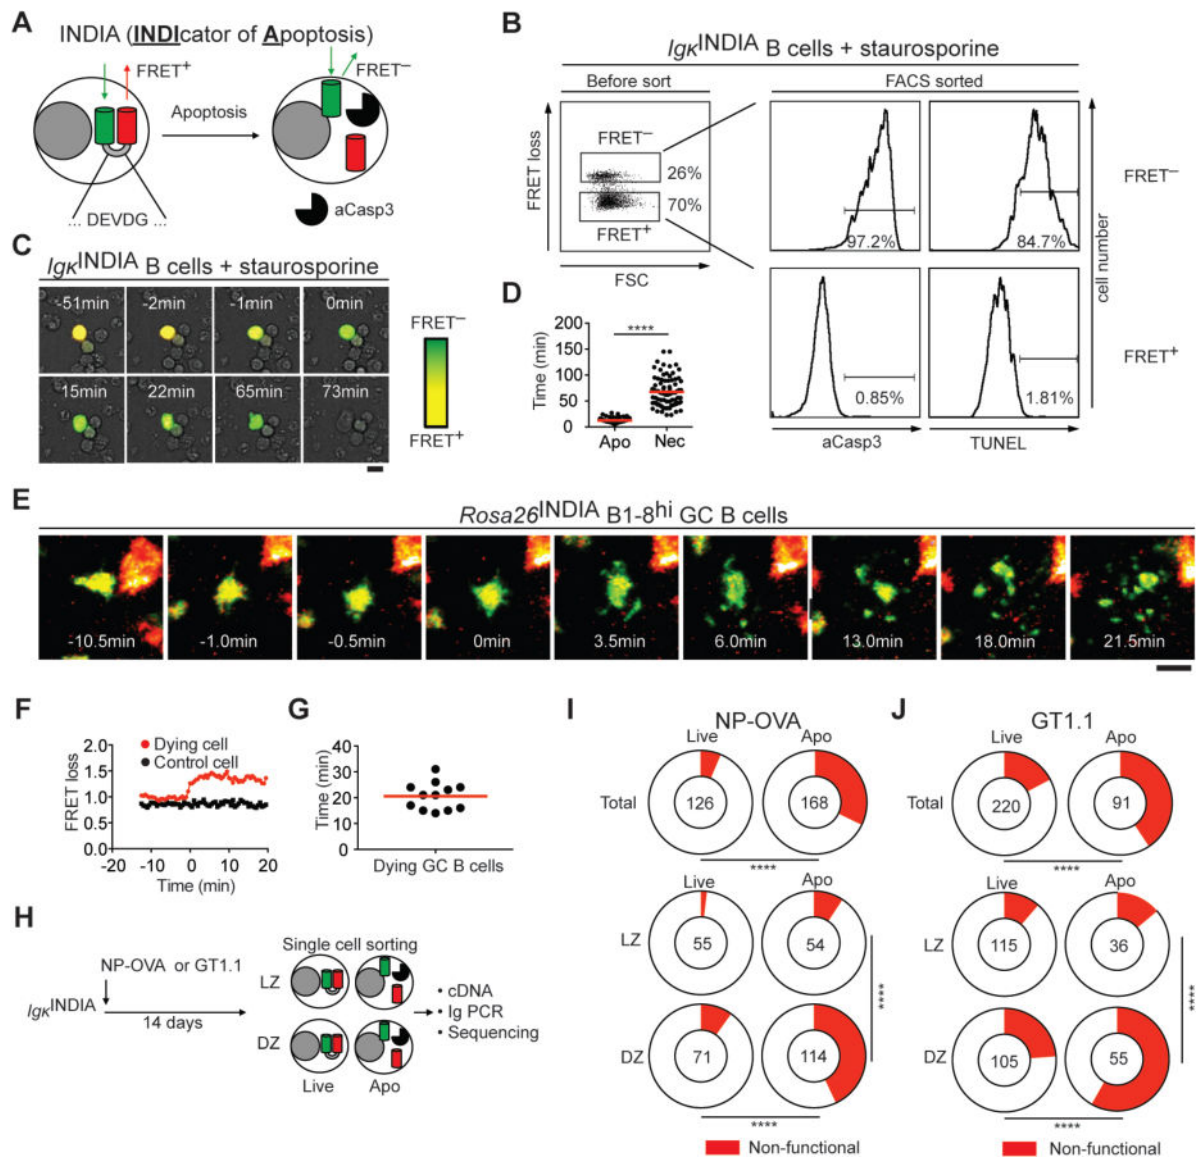 A
INDIA (INDIcator of Apoptosis)
FRET+
FRET–
Apoptosis
... DEVDG ...
aCasp3
B
IgκINDIA B cells + staurosporine
Before sort
FACS sorted
FRET loss
FRET–
26%
70%
FRET+
FSC
97.2%
84.7%
FRET–
cell number
0.85%
1.81%
FRET+
aCasp3
TUNEL
C
IgκINDIA B cells + staurosporine
-51min
-2min
-1min
0min
15min
22min
65min
73min
FRET–
FRET+
D
****
Time (min)
200
150
100
50
0
Apo
Nec
E
Rosa26INDIA B1-8hi GC B cells
-10.5min
-1.0min
-0.5min
0min
3.5min
6.0min
13.0min
18.0min
21.5min
F
FRET loss
2.0
1.5
1.0
0.5
0.0
Dying cell
Control cell
-20
-10
0
10
20
Time (min)
G
Time (min)
40
30
20
10
0
Dying GC B cells
H
NP-OVA or GT1.1
IgκINDIA
14 days
Single cell sorting
LZ
DZ
Live
Apo
• cDNA
• Ig PCR
• Sequencing
I
NP-OVA
Live
Apo
Total
126
168
****
Live
Apo
LZ
55
54
****
DZ
71
114
****
Non-functional
J
GT1.1
Live
Apo
Total
220
91
****
Live
Apo
LZ
115
36
****
DZ
105
55
****
Non-functional